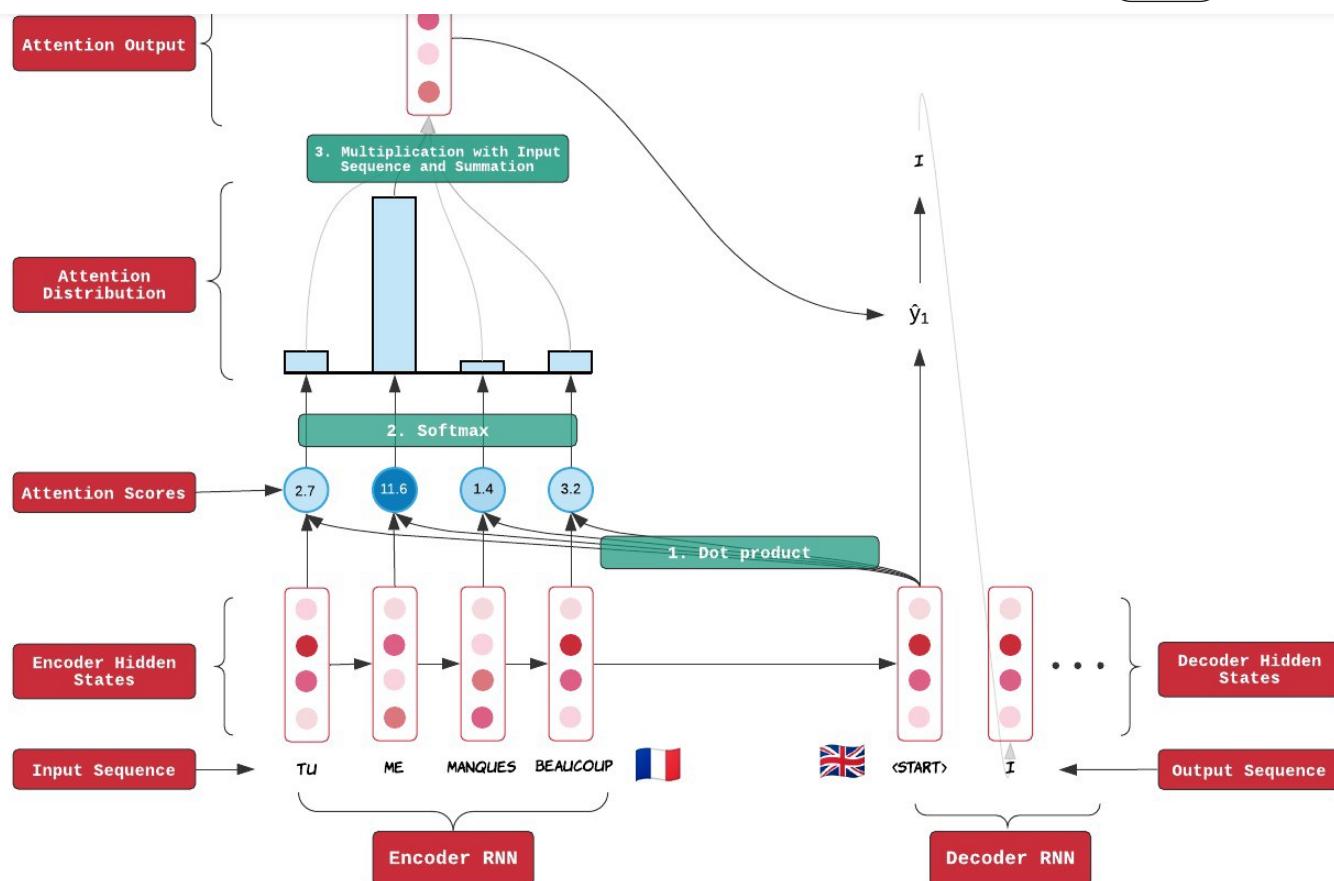 Attention Output
3. Multiplication with Input
Sequence and Summation
I
Attention
Distribution
ŷ₁
2. Softmax
Attention Scores
2.7
11.6
1.4
3.2
1. Dot product
Encoder Hidden
States
Decoder Hidden
States
Input Sequence
TU
ME
MANQUES
BEAUCOUP
<START>
I
Output Sequence
Encoder RNN
Decoder RNN